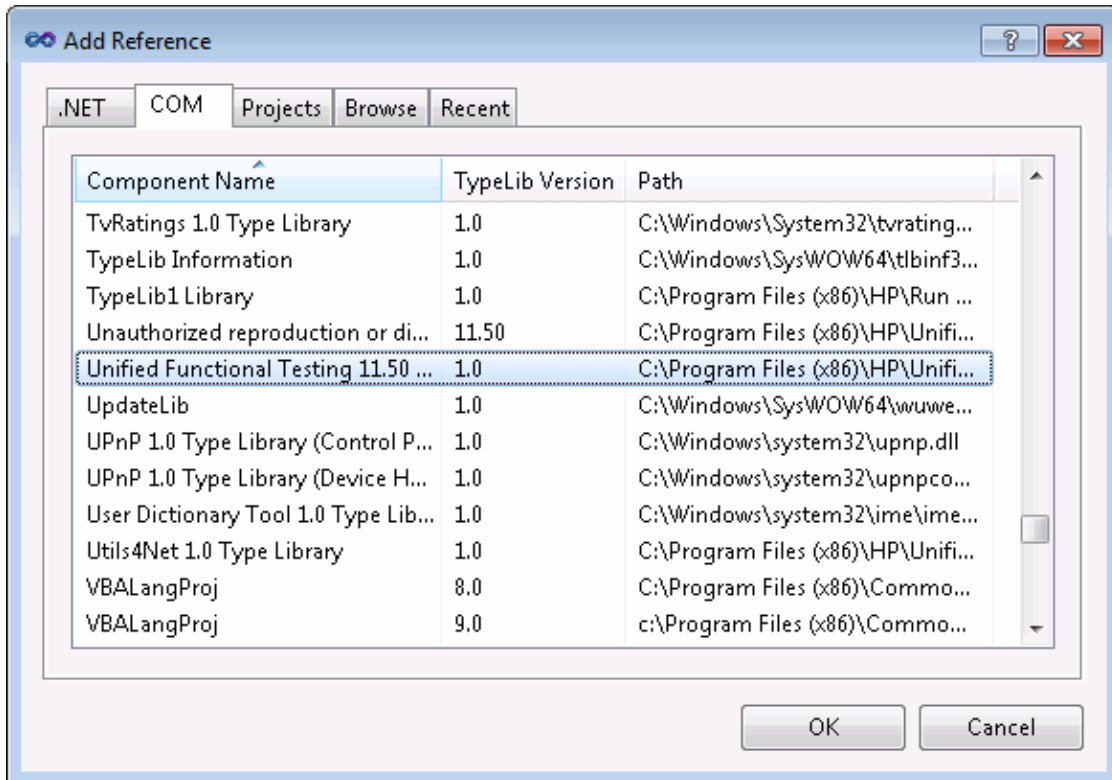 Add Reference
.NET COM Projects Browse Recent
Component Name TypeLib Version Path
TvRatings 1.0 Type Library 1.0 C:\Windows\System32\tvrating...
TypeLib Information 1.0 C:\Windows\SysWOW64\tlbinf3...
TypeLib1 Library 1.0 C:\Program Files (x86)\HP\Run ...
Unauthorized reproduction or di... 11.50 C:\Program Files (x86)\HP\Unifi...
Unified Functional Testing 11.50 ... 1.0 C:\Program Files (x86)\HP\Unifi...
UpdateLib 1.0 C:\Windows\SysWOW64\wuwe...
UPnP 1.0 Type Library (Control P... 1.0 C:\Windows\system32\upnp.dll
UPnP 1.0 Type Library (Device H... 1.0 C:\Windows\system32\upnpco...
User Dictionary Tool 1.0 Type Lib... 1.0 C:\Windows\system32\ime\ime...
Utils4Net 1.0 Type Library 1.0 C:\Program Files (x86)\HP\Unifi...
VBALangProj 8.0 C:\Program Files (x86)\Commo...
VBALangProj 9.0 c:\Program Files (x86)\Commo...
OK Cancel